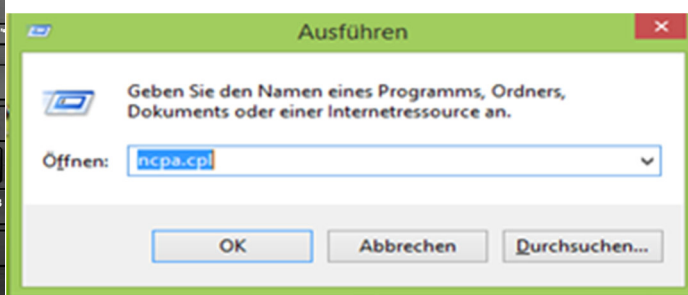 Ausführen
Geben Sie den Namen eines Programms, Ordners,
Dokuments oder einer Internetressource an.
Öffnen: ncpa.cpl
OK Abbrechen Durchsuchen...